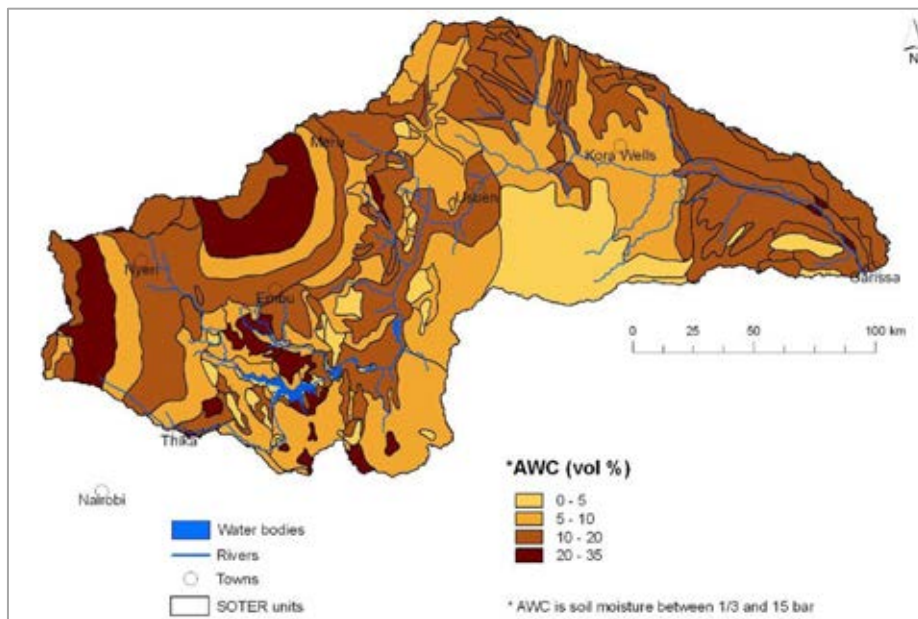 N
Meru
Kora Wells
Usueni
Nyeri
Embu
Garissa
0 25 50 100 km
Thika
Nairobi
*AWC (vol %)
0 - 5
5 - 10
10 - 20
20 - 35
Water bodies
Rivers
Towns
SOTER units
* AWC is soil moisture between 1/3 and 15 bar